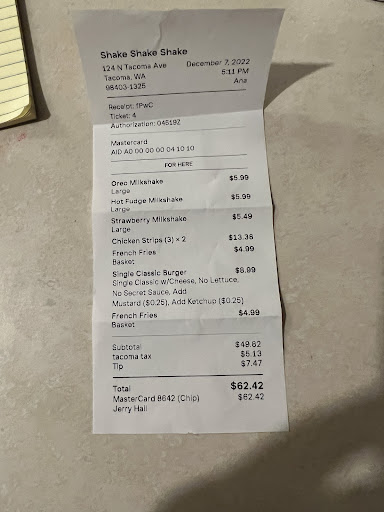 Shake Shake Shake
124 N Tacoma Ave December 7, 2022
Tacoma, WA 5:11 PM
98403-1325 Ana
Receipt: fPwC
Ticket: 4
Authorization: 04619Z
Mastercard
AID A0 00 00 00 04 10 10
FOR HERE
Oreo Milkshake $5.99
Large
Hot Fudge Milkshake $5.99
Large
Strawberry Milkshake $5.49
Large
Chicken Strips (3) × 2 $13.38
French Fries $4.99
Basket
Single Classic Burger $8.99
Single Classic w/Cheese, No Lettuce,
No Secret Sauce, Add
Mustard ($0.25), Add Ketchup ($0.25)
French Fries $4.99
Basket
Subtotal $49.82
tacoma tax $5.13
Tip $7.47
Total $62.42
MasterCard 8642 (Chip) $62.42
Jerry Hall